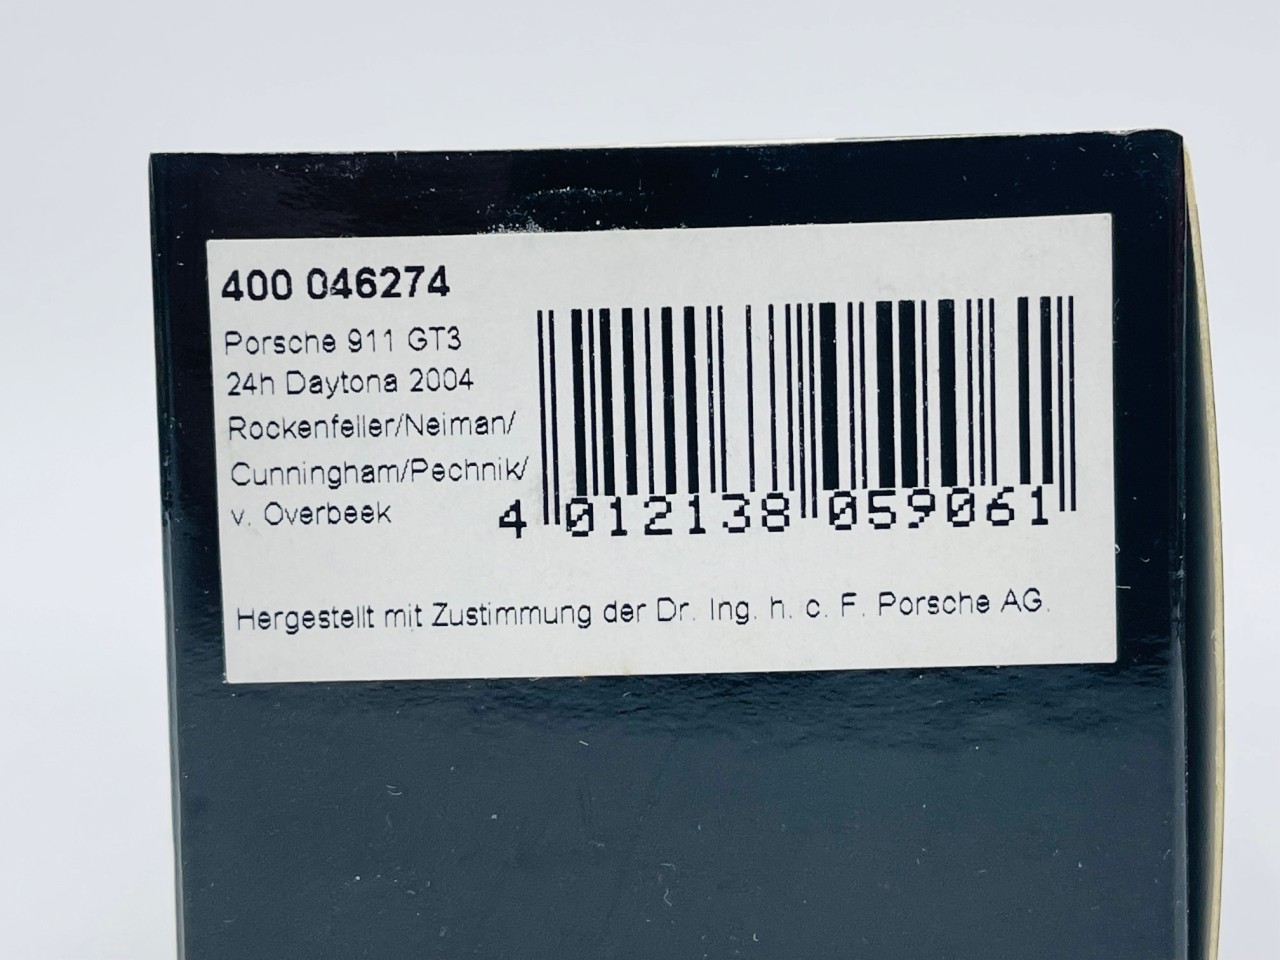 400 046274
Porsche 911 GT3
24h Daytona 2004
Rockenfeller/Neiman/
Cunningham/Pechnik/
v. Overbeek
4 012138 059061
Hergestellt mit Zustimmung der Dr. Ing. h. c. F. Porsche AG.